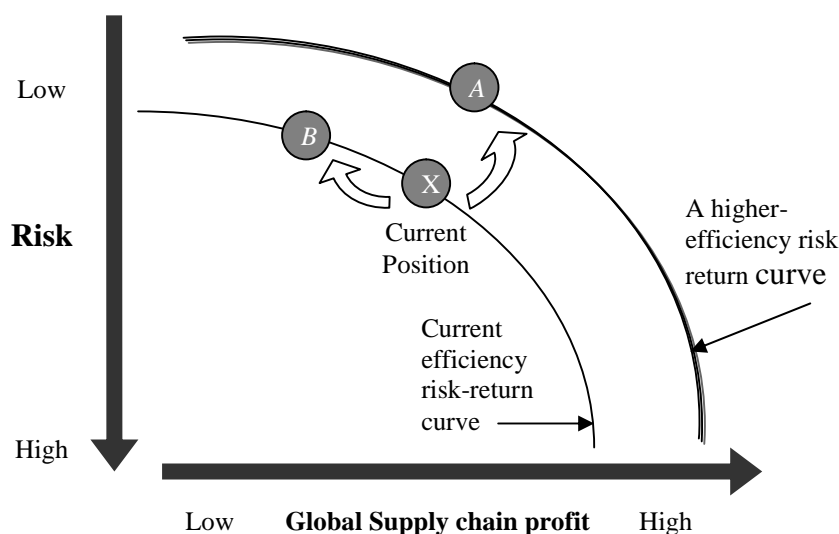 A
Low
B
X
A higher-
efficiency risk
return curve
Risk
Current
Position
Current
efficiency
risk-return
curve
High
Low Global Supply chain profit High